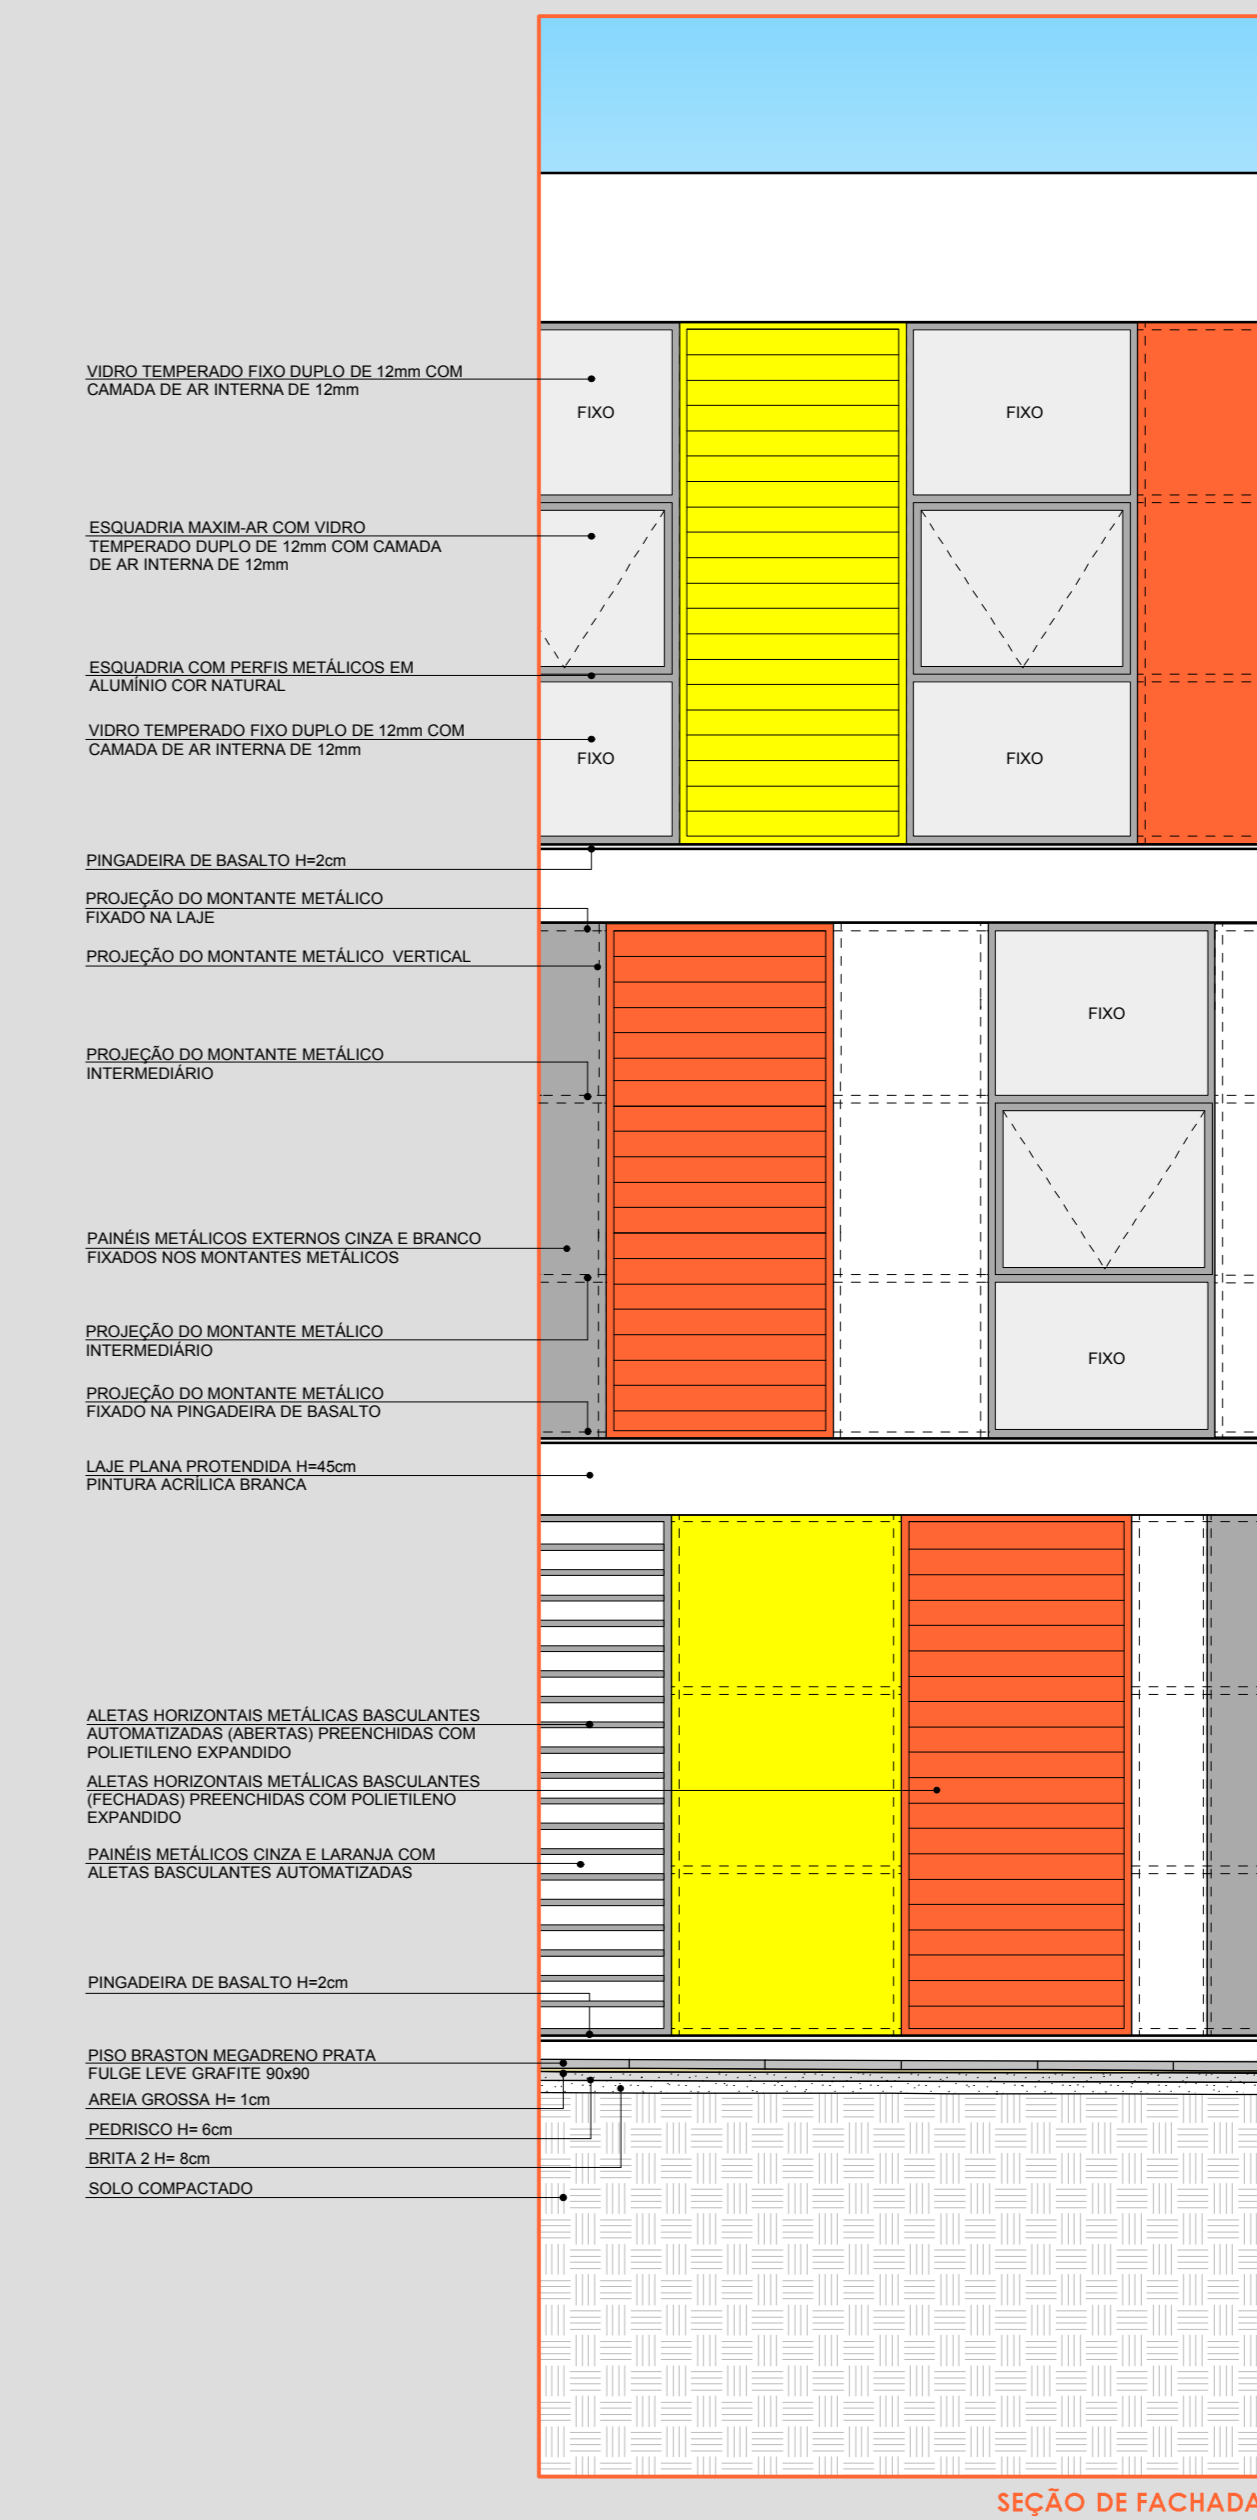 VIDRO TEMPERADO FIXO DUPLO DE 12mm COM
CAMADA DE AR INTERNA DE 12mm
FIXO
FIXO
ESQUADRIA MAXIM-AR COM VIDRO
TEMPERADO DUPLO DE 12mm COM CAMADA
DE AR INTERNA DE 12mm
ESQUADRIA COM PERFIS METÁLICOS EM
ALUMÍNIO COR NATURAL
VIDRO TEMPERADO FIXO DUPLO DE 12mm COM
CAMADA DE AR INTERNA DE 12mm
FIXO
FIXO
PINGADEIRA DE BASALTO H=2cm
PROJEÇÃO DO MONTANTE METÁLICO
FIXADO NA LAJE
PROJEÇÃO DO MONTANTE METÁLICO VERTICAL
FIXO
PROJEÇÃO DO MONTANTE METÁLICO
INTERMEDIÁRIO
PAINÉIS METÁLICOS EXTERNOS CINZA E BRANCO
FIXADOS NOS MONTANTES METÁLICOS
PROJEÇÃO DO MONTANTE METÁLICO
INTERMEDIÁRIO
FIXO
PROJEÇÃO DO MONTANTE METÁLICO
FIXADO NA PINGADEIRA DE BASALTO
LAJE PLANA PROTENDIDA H=45cm
PINTURA ACRÍLICA BRANCA
ALETAS HORIZONTAIS METÁLICAS BASCULANTES
AUTOMATIZADAS (ABERTAS) PREENCHIDAS COM
POLIETILENO EXPANDIDO
ALETAS HORIZONTAIS METÁLICAS BASCULANTES
(FECHADAS) PREENCHIDAS COM POLIETILENO
EXPANDIDO
PAINÉIS METÁLICOS CINZA E LARANJA COM
ALETAS BASCULANTES AUTOMATIZADAS
PINGADEIRA DE BASALTO H=2cm
PISO BRASTON MEGADRENO PRATA
FULGE LEVE GRAFITE 90x90
AREIA GROSSA H= 1cm
PEDRISCO H= 6cm
BRITA 2 H= 8cm
SOLO COMPACTADO
SEÇÃO DE FACHADA